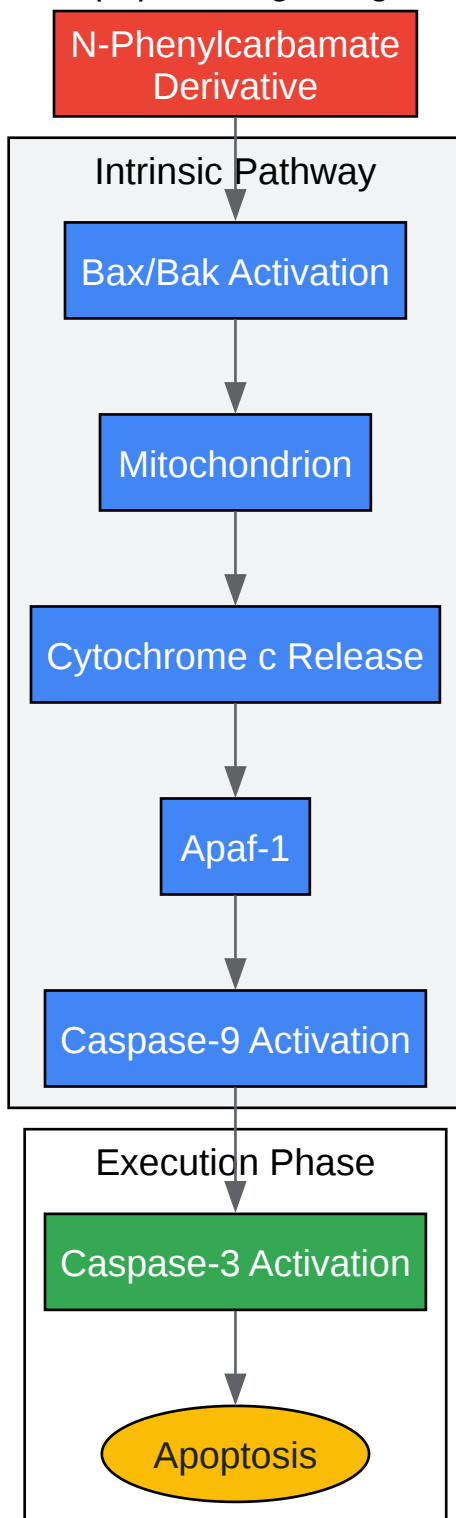 N-Phenylcarbamate
Derivative
Intrinsic Pathway
Bax/Bak Activation
Mitochondrion
Cytochrome c Release
Apaf-1
Caspase-9 Activation
Execution Phase
Caspase-3 Activation
Apoptosis